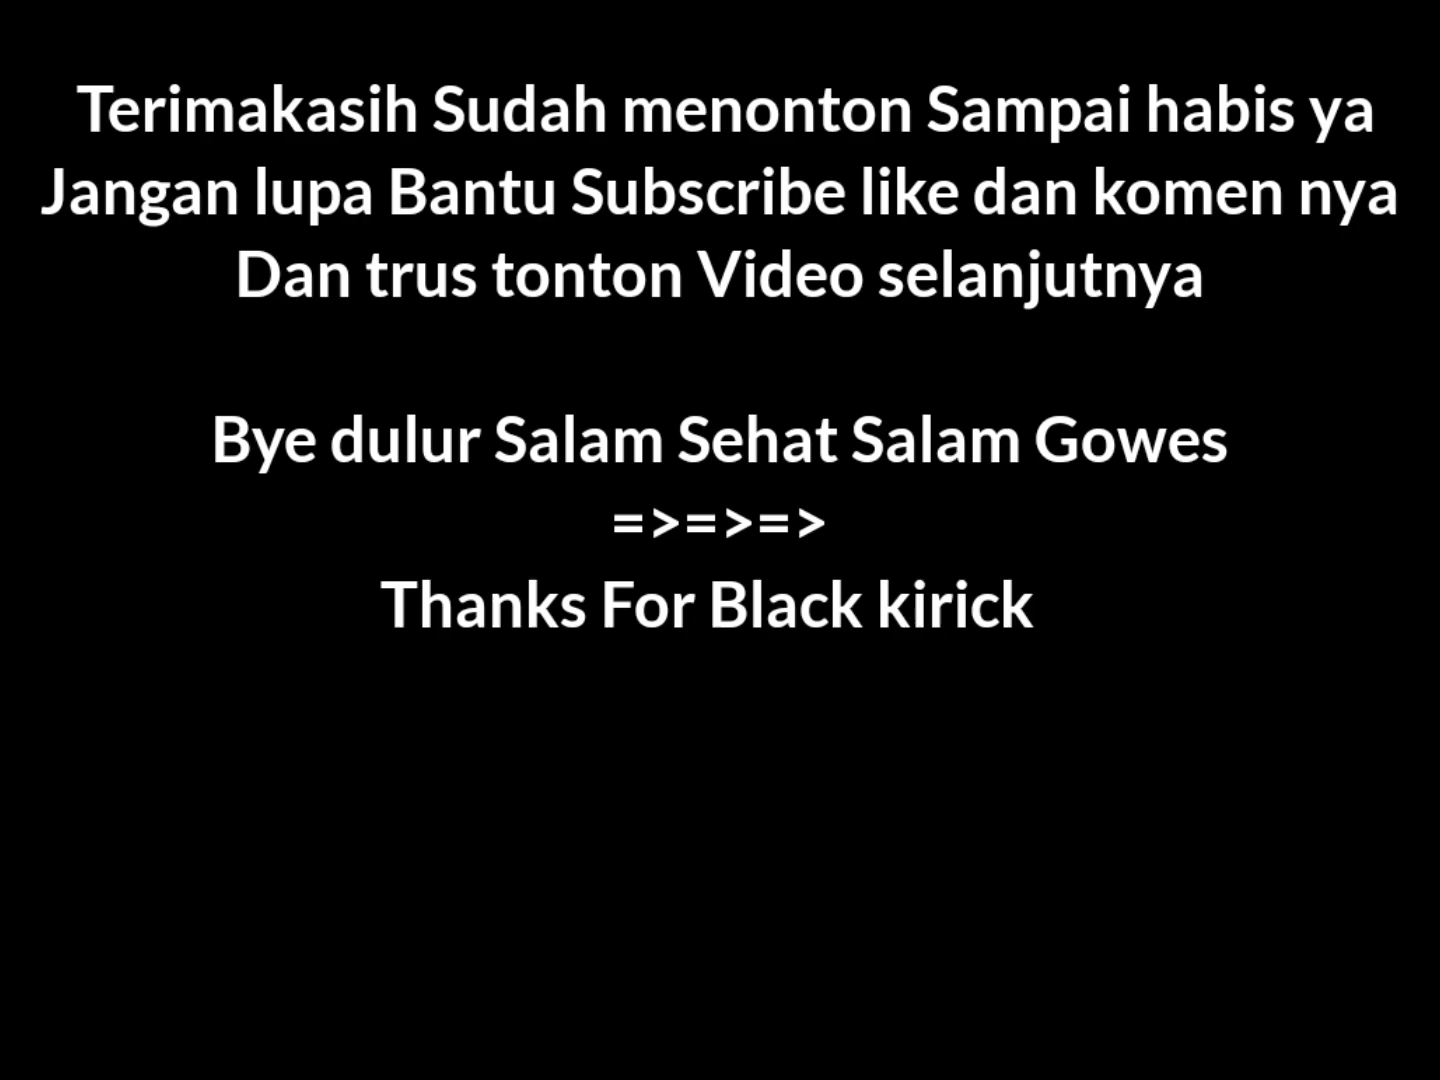 Terimakasih Sudah menonton Sampai habis ya
Jangan lupa Bantu Subscribe like dan komen nya
Dan trus tonton Video selanjutnya
Bye dulur Salam Sehat Salam Gowes
=>=>=>
Thanks For Black kirick